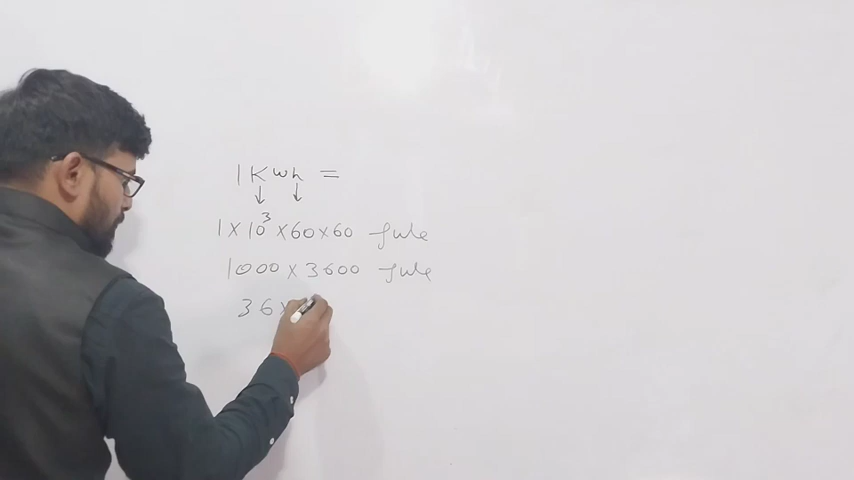 1 Kwh =
1 × 10³ × 60 × 60 Jule
1000 × 3600 Jule
36 ×